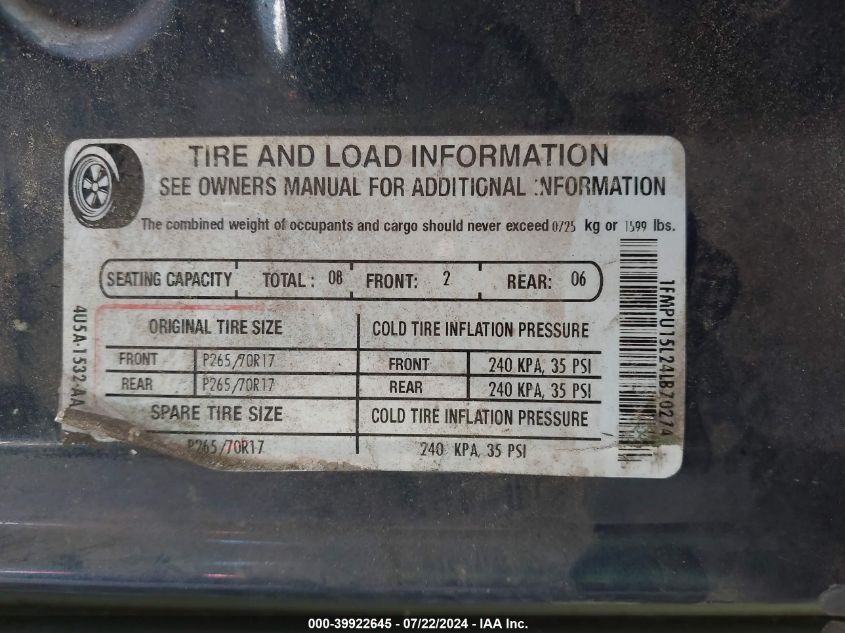 TIRE AND LOAD INFORMATION
SEE OWNERS MANUAL FOR ADDITIONAL INFORMATION
The combined weight of occupants and cargo should never exceed 0725 kg or 1599 lbs.
SEATING CAPACITY TOTAL : 08 FRONT: 2 REAR: 06
ORIGINAL TIRE SIZE COLD TIRE INFLATION PRESSURE
FRONT P265/70R17 FRONT 240 KPA, 35 PSI
REAR P265/70R17 REAR 240 KPA, 35 PSI
SPARE TIRE SIZE COLD TIRE INFLATION PRESSURE
P265/70R17 240 KPA, 35 PSI
4U5A-1532-AA
1FMPU15L24LB70274
000-39922645 - 07/22/2024 - IAA Inc.